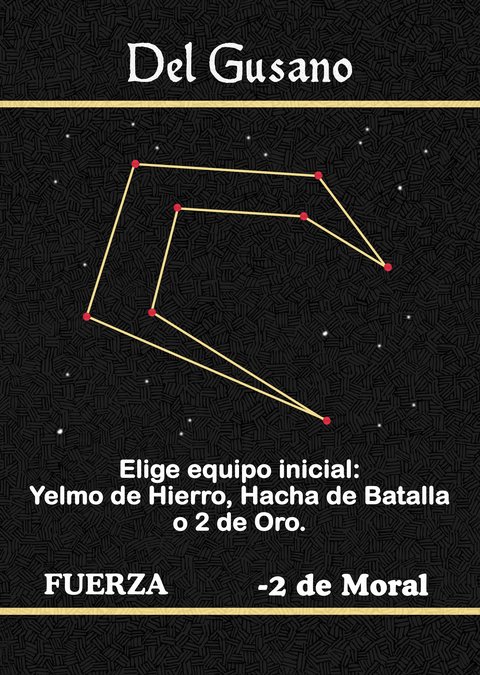 Del Gusano
Elige equipo inicial:
Yelmo de Hierro, Hacha de Batalla
o 2 de Oro.
FUERZA
-2 de Moral